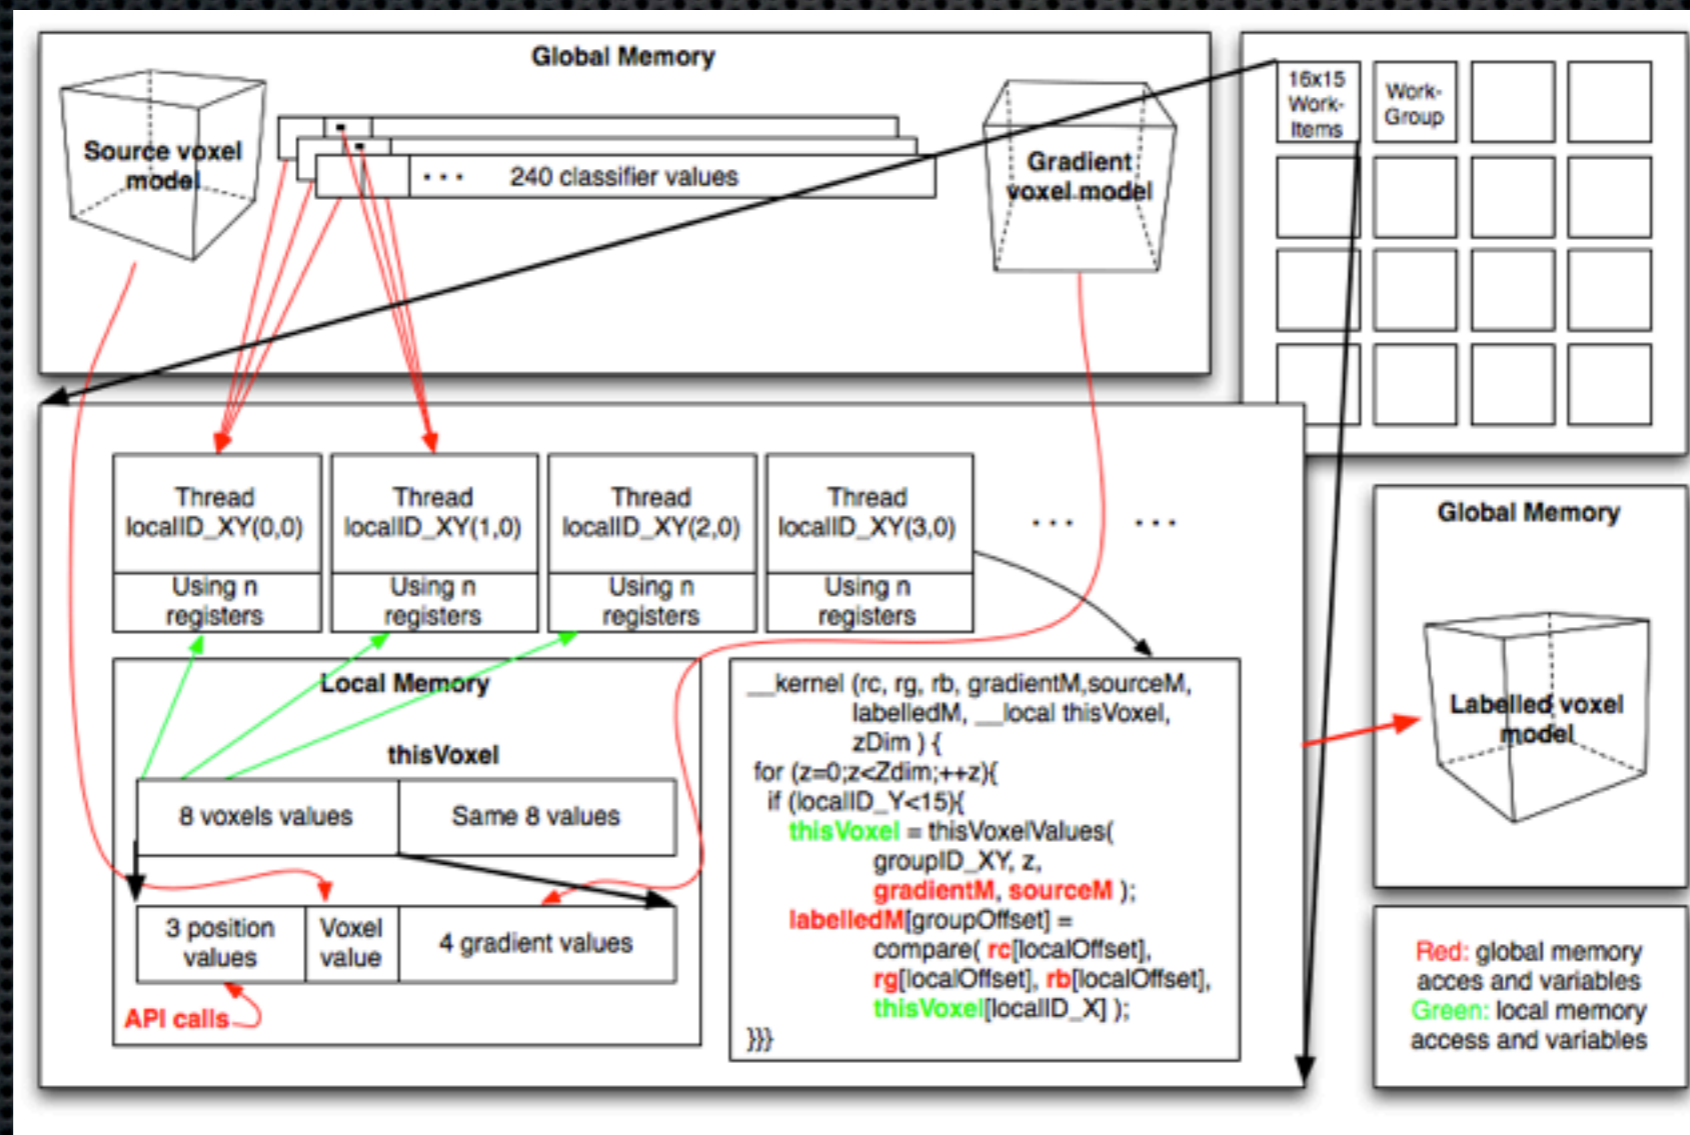 Global Memory
Source voxel
model
240 classifier values
Gradient
voxel model
16x15
Work-
Items
Work-
Group
Thread
localID_XY(0,0)
Using n
registers
Thread
localID_XY(1,0)
Using n
registers
Thread
localID_XY(2,0)
Using n
registers
Thread
localID_XY(3,0)
Using n
registers
... ...
Local Memory
thisVoxel
8 voxels values
Same 8 values
3 position
values
Voxel
value
4 gradient values
API calls
__kernel (rc, rg, rb, gradientM,sourceM,
labelledM, __local thisVoxel,
zDim ) {
for (z=0;z<Zdim;++z){
if (localID_Y<15){
thisVoxel = thisVoxelValues(
groupID_XY, z,
gradientM, sourceM );
labelledM[groupOffset] =
compare( rc[localOffset],
rg[localOffset], rb[localOffset],
thisVoxel[localID_X] );
}}}
Global Memory
Labelled voxel
model
Red: global memory
acces and variables
Green: local memory
access and variables